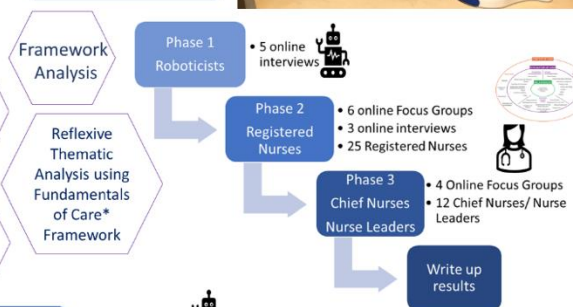 Framework
Analysis
Phase 1
Roboticists
• 5 online
interviews
Reflexive
Thematic
Analysis using
Fundamentals
of Care*
Framework
Phase 2
Registered
Nurses
• 6 online Focus Groups
• 3 online interviews
• 25 Registered Nurses
Phase 3
Chief Nurses
Nurse Leaders
• 4 Online Focus Groups
• 12 Chief Nurses/ Nurse
Leaders
Write up
results